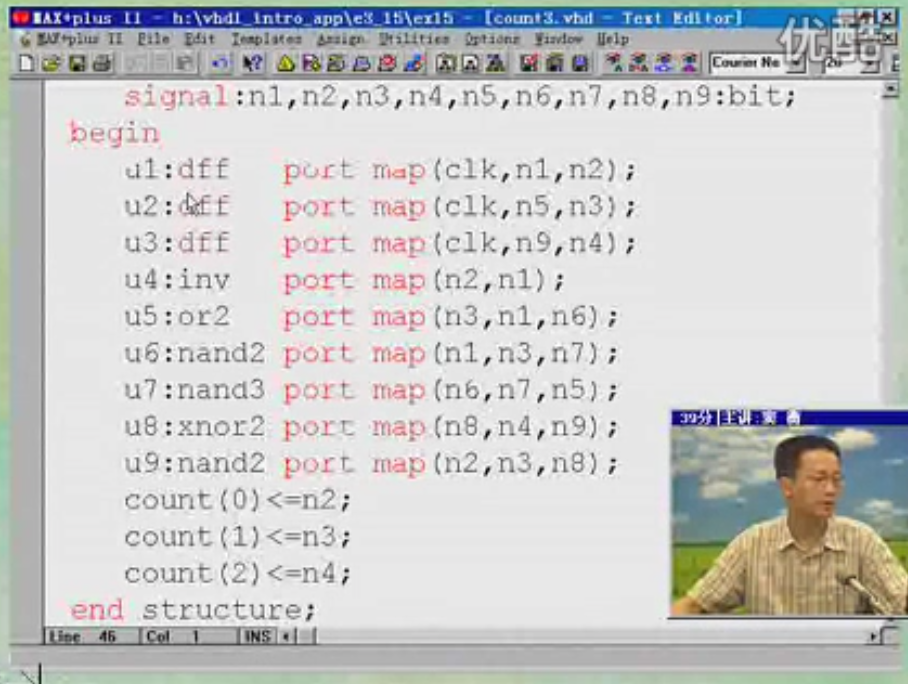 MAX+plus II - h:\vhdl_intro_app\e3_15\ex15 - [count3.vhd - Text Editor]
优酷
MAX+plus II File Edit Templates Assign Utilities Options Window Help
Courier Ne
signal:n1,n2,n3,n4,n5,n6,n7,n8,n9:bit;
begin
u1:dff port map(clk,n1,n2);
u2:dff port map(clk,n5,n3);
u3:dff port map(clk,n9,n4);
u4:inv port map(n2,n1);
u5:or2 port map(n3,n1,n6);
u6:nand2 port map(n1,n3,n7);
u7:nand3 port map(n6,n7,n5);
u8:xnor2 port map(n8,n4,n9);
u9:nand2 port map(n2,n3,n8);
count(0)<=n2;
count(1)<=n3;
count(2)<=n4;
end structure;
39分 主讲:
Line 46 Col 1 INS